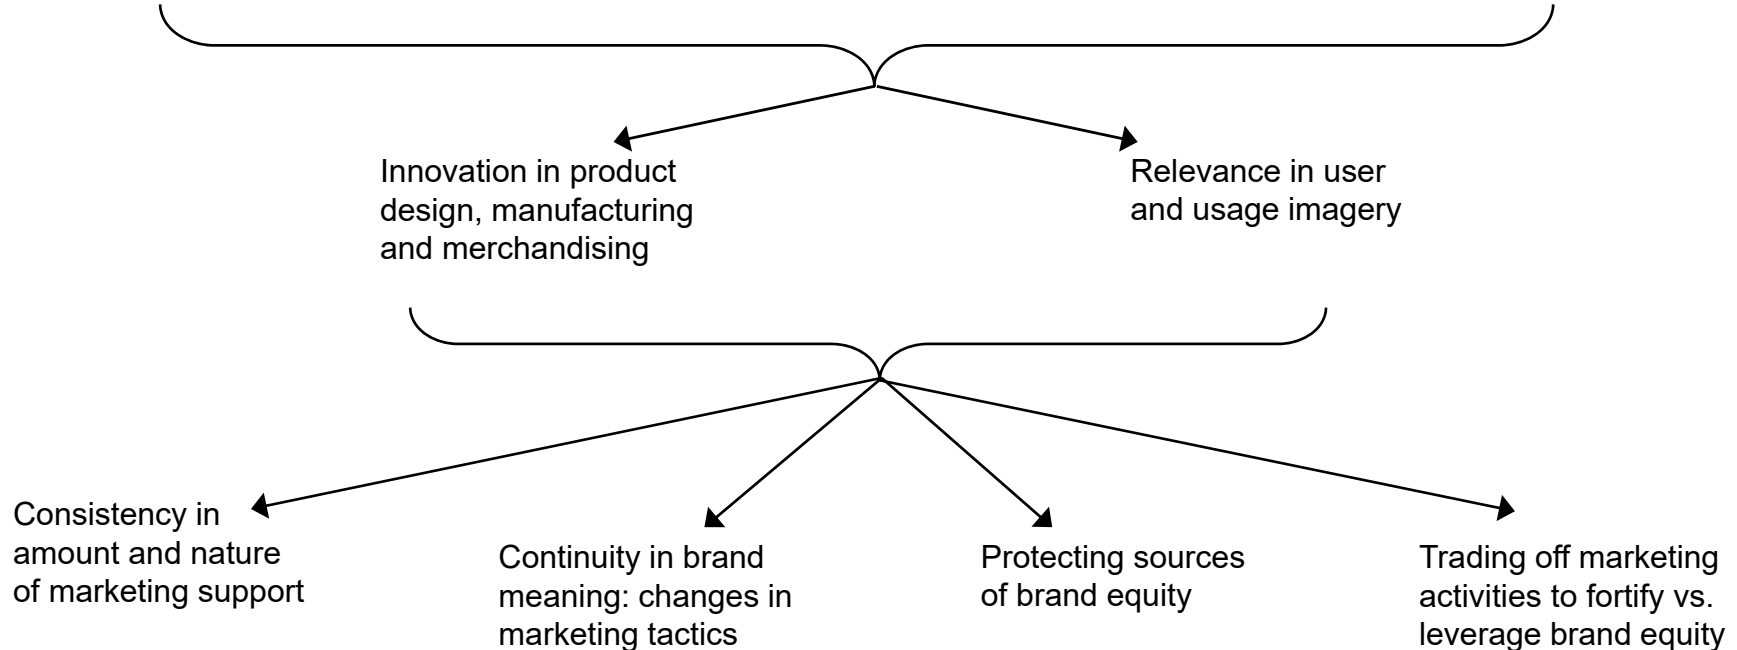 Innovation in product
design, manufacturing
and merchandising
Relevance in user
and usage imagery
Consistency in
amount and nature
of marketing support
Continuity in brand
meaning: changes in
marketing tactics
Protecting sources
of brand equity
Trading off marketing
activities to fortify vs.
leverage brand equity